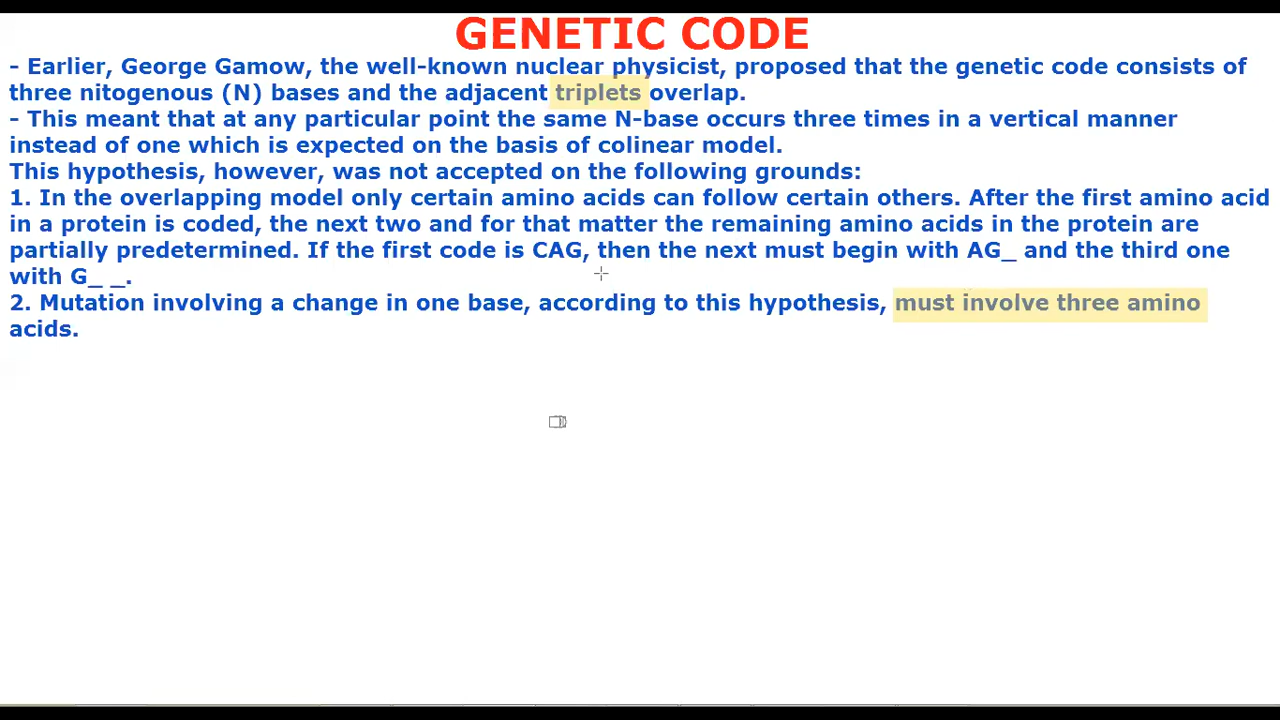 GENETIC CODE
- Earlier, George Gamow, the well-known nuclear physicist, proposed that the genetic code consists of
three nitogenous (N) bases and the adjacent triplets overlap.
- This meant that at any particular point the same N-base occurs three times in a vertical manner
instead of one which is expected on the basis of colinear model.
This hypothesis, however, was not accepted on the following grounds:
1. In the overlapping model only certain amino acids can follow certain others. After the first amino acid
in a protein is coded, the next two and for that matter the remaining amino acids in the protein are
partially predetermined. If the first code is CAG, then the next must begin with AG_ and the third one
with G_ _.
2. Mutation involving a change in one base, according to this hypothesis, must involve three amino
acids.